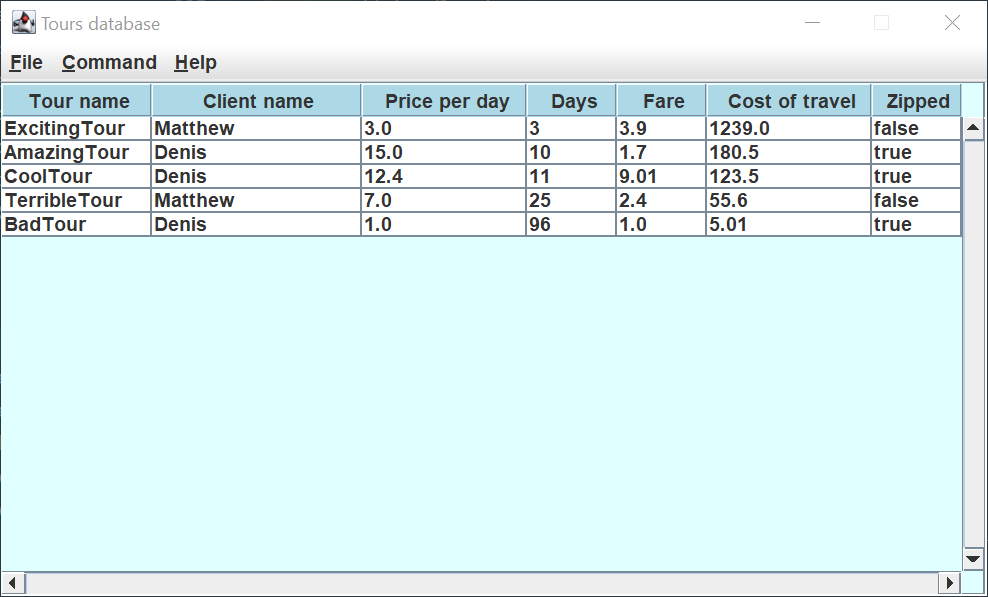 Tours database
File Command Help
Tour name Client name Price per day Days Fare Cost of travel Zipped
ExcitingTour Matthew 3.0 3 3.9 1239.0 false
AmazingTour Denis 15.0 10 1.7 180.5 true
CoolTour Denis 12.4 11 9.01 123.5 true
TerribleTour Matthew 7.0 25 2.4 55.6 false
BadTour Denis 1.0 96 1.0 5.01 true